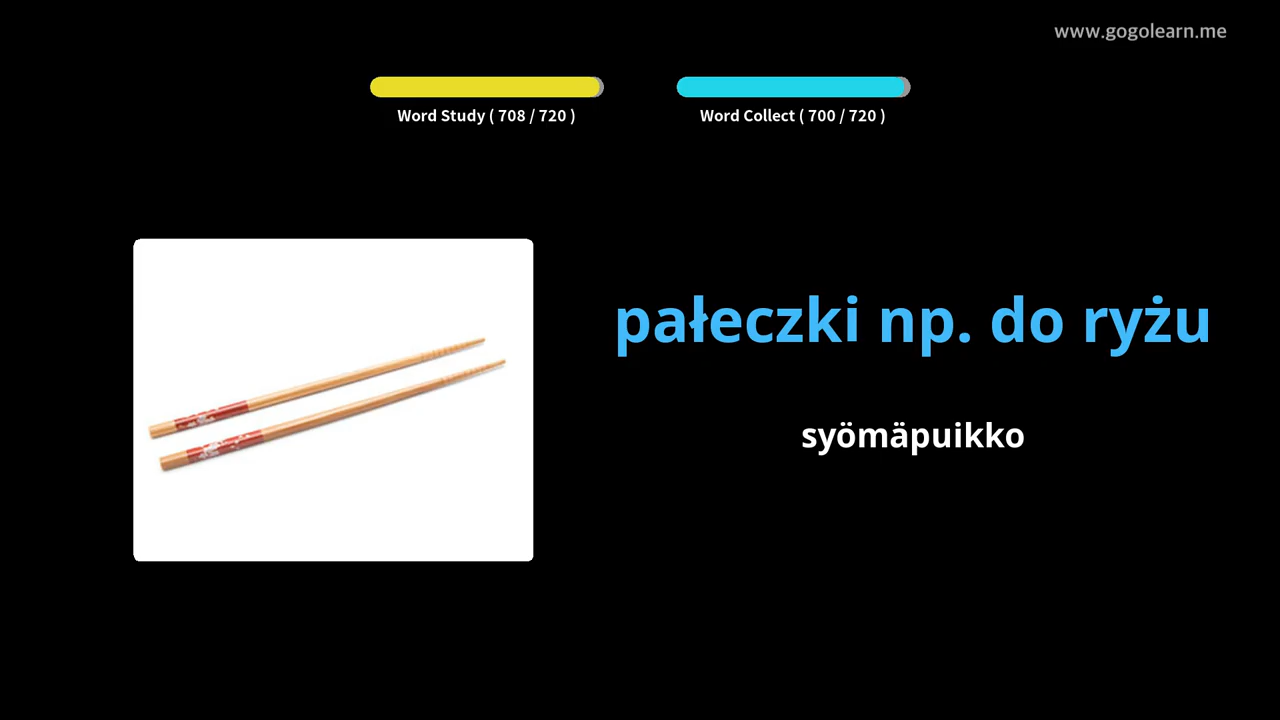 www.gogolearn.me
Word Study ( 708 / 720 )
Word Collect ( 700 / 720 )
pałeczki np. do ryżu
syömäpuikko